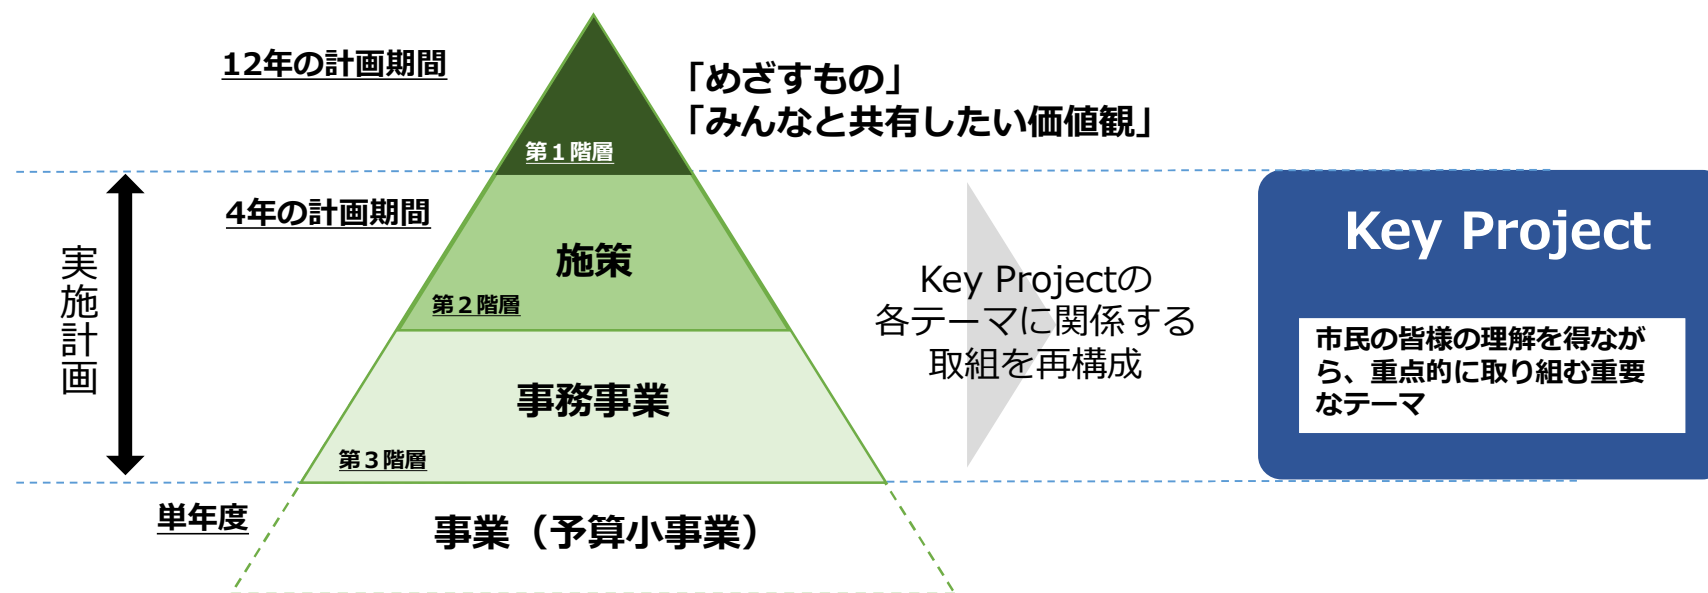 12年の計画期間
「めざすもの」
「みんなと共有したい価値観」
第１階層
4年の計画期間
実施計画
施策
第２階層
事務事業
第３階層
Key Projectの
各テーマに関係する
取組を再構成
Key Project
市民の皆様の理解を得なが
ら、重点的に取り組む重要
なテーマ
単年度
事業（予算小事業）